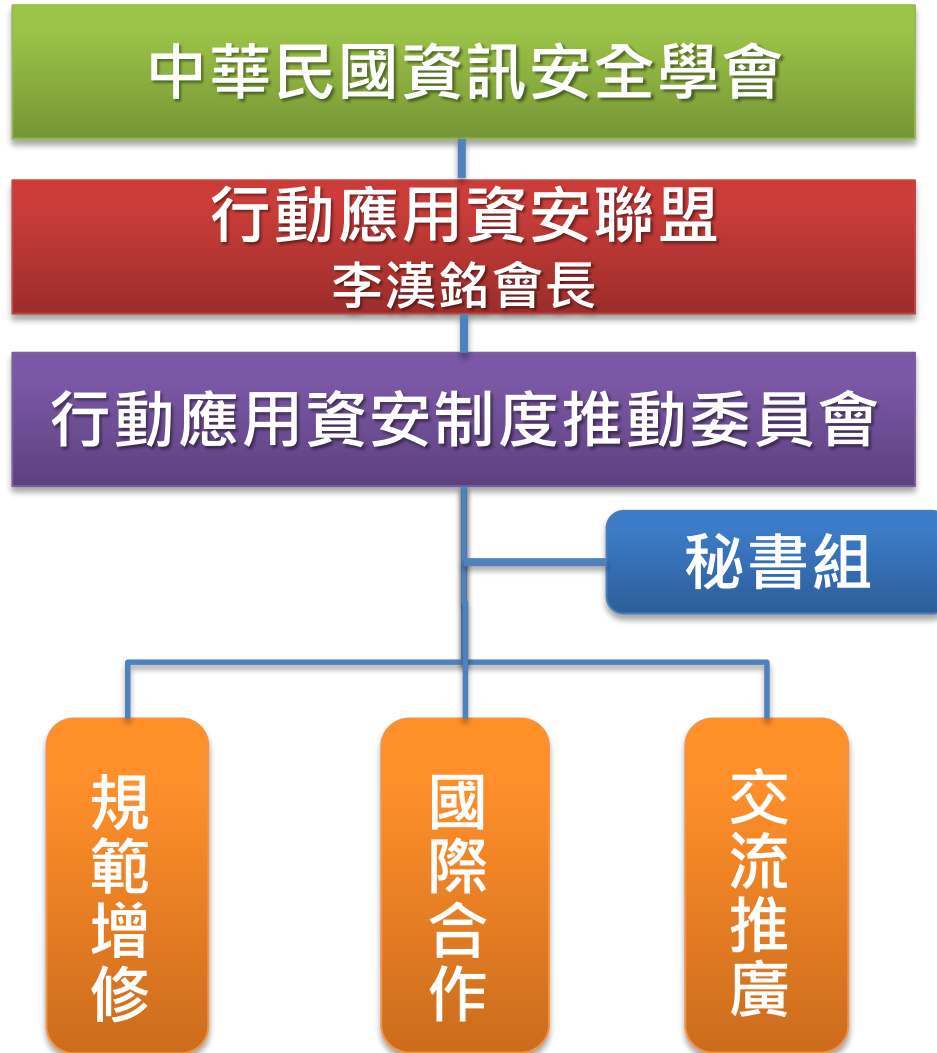 中華民國資訊安全學會
行動應用資安聯盟
李漢銘會長
行動應用資安制度推動委員會
秘書組
規範增修
國際合作
交流推廣